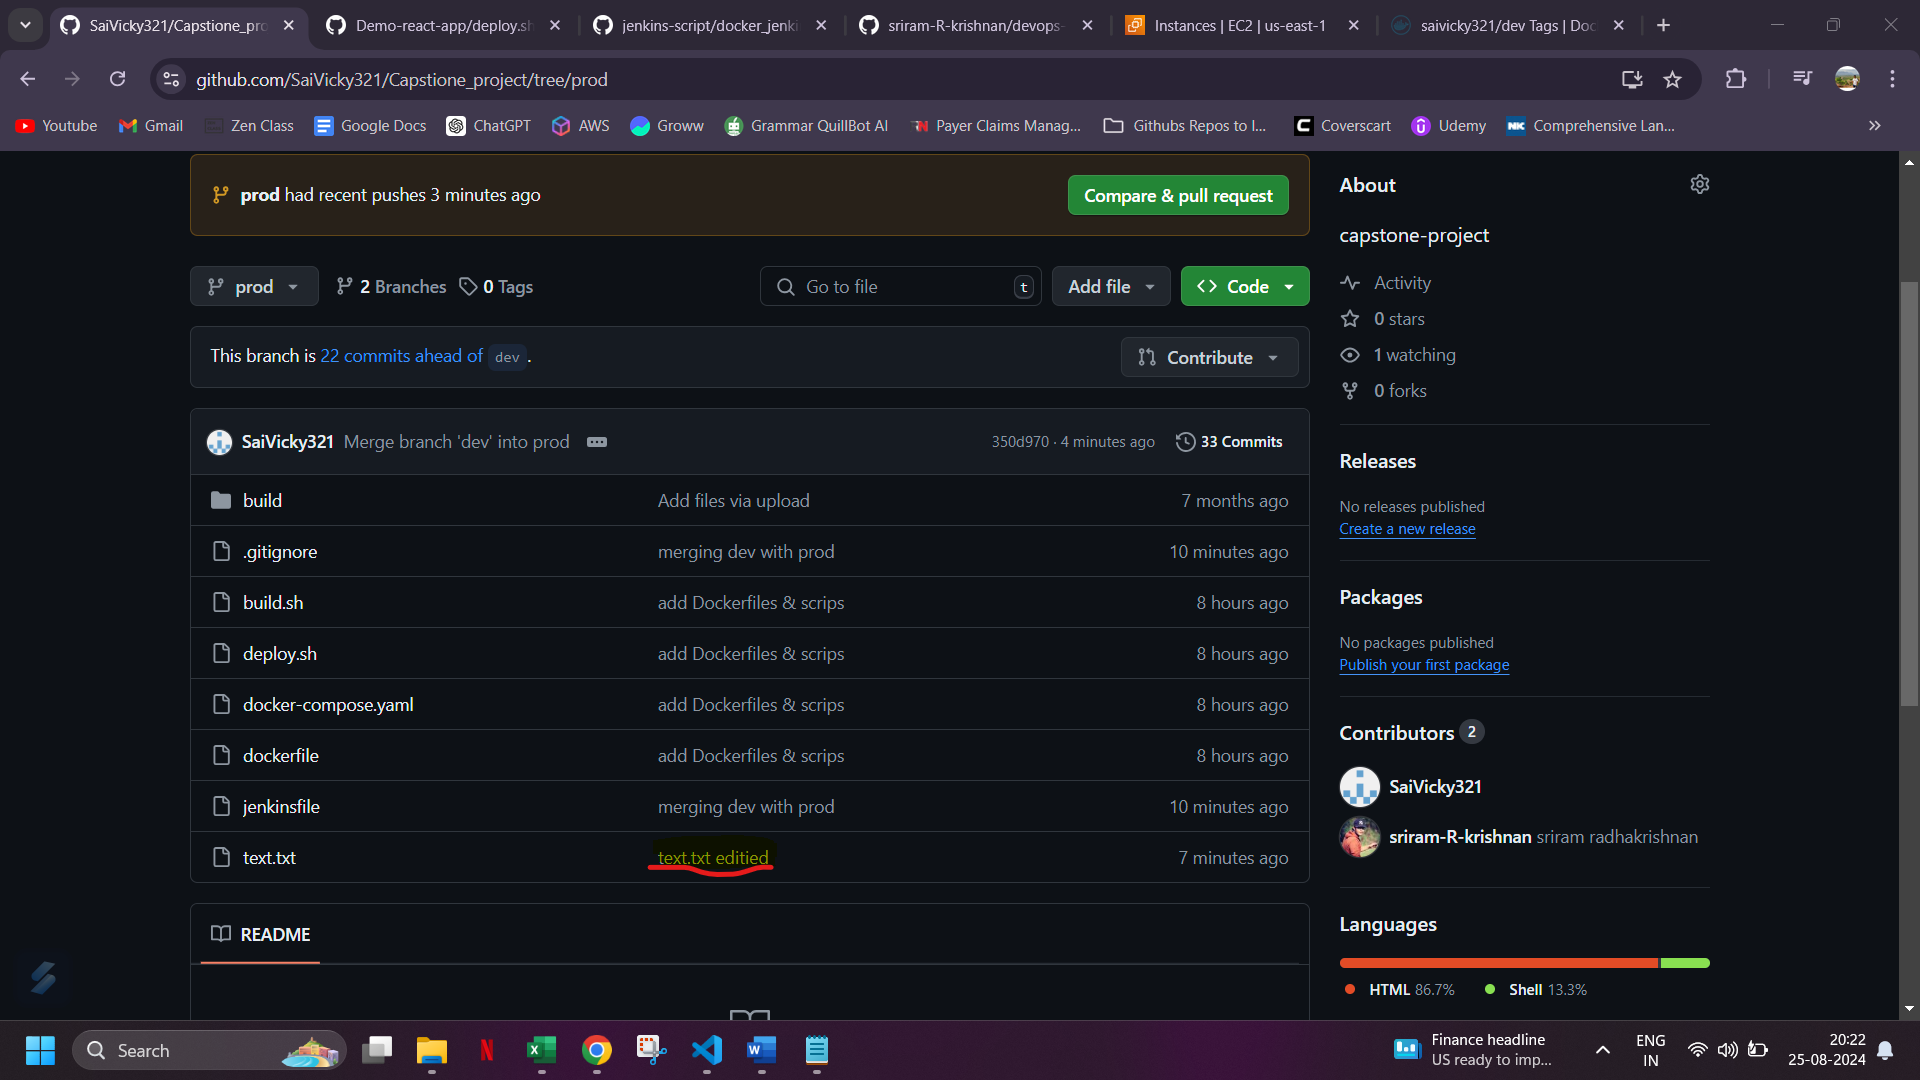 SaiVicky321/Capstione_pro
Demo-react-app/deploy.sh
jenkins-script/docker_jenki
sriram-R-krishnan/devops-
Instances | EC2 | us-east-1
saivicky321/dev Tags | Doc
github.com/SaiVicky321/Capstione_project/tree/prod
Youtube
Gmail
Zen Class
Google Docs
ChatGPT
AWS
Groww
Grammar QuillBot AI
Payer Claims Manag...
Githubs Repos to l...
Coverscart
Udemy
Comprehensive Lan...
prod had recent pushes 3 minutes ago
Compare & pull request
prod
2 Branches
0 Tags
Go to file
t
Add file
Code
This branch is 22 commits ahead of dev .
Contribute
SaiVicky321 Merge branch 'dev' into prod
350d970 · 4 minutes ago
33 Commits
build Add files via upload 7 months ago
.gitignore merging dev with prod 10 minutes ago
build.sh add Dockerfiles & scrips 8 hours ago
deploy.sh add Dockerfiles & scrips 8 hours ago
docker-compose.yaml add Dockerfiles & scrips 8 hours ago
dockerfile add Dockerfiles & scrips 8 hours ago
jenkinsfile merging dev with prod 10 minutes ago
text.txt text.txt editied 7 minutes ago
README
About
capstone-project
Activity
0 stars
1 watching
0 forks
Releases
No releases published
Create a new release
Packages
No packages published
Publish your first package
Contributors 2
SaiVicky321
sriram-R-krishnan sriram radhakrishnan
Languages
HTML 86.7%
Shell 13.3%
Search
Finance headline
US ready to imp...
ENG
IN
20:22
25-08-2024